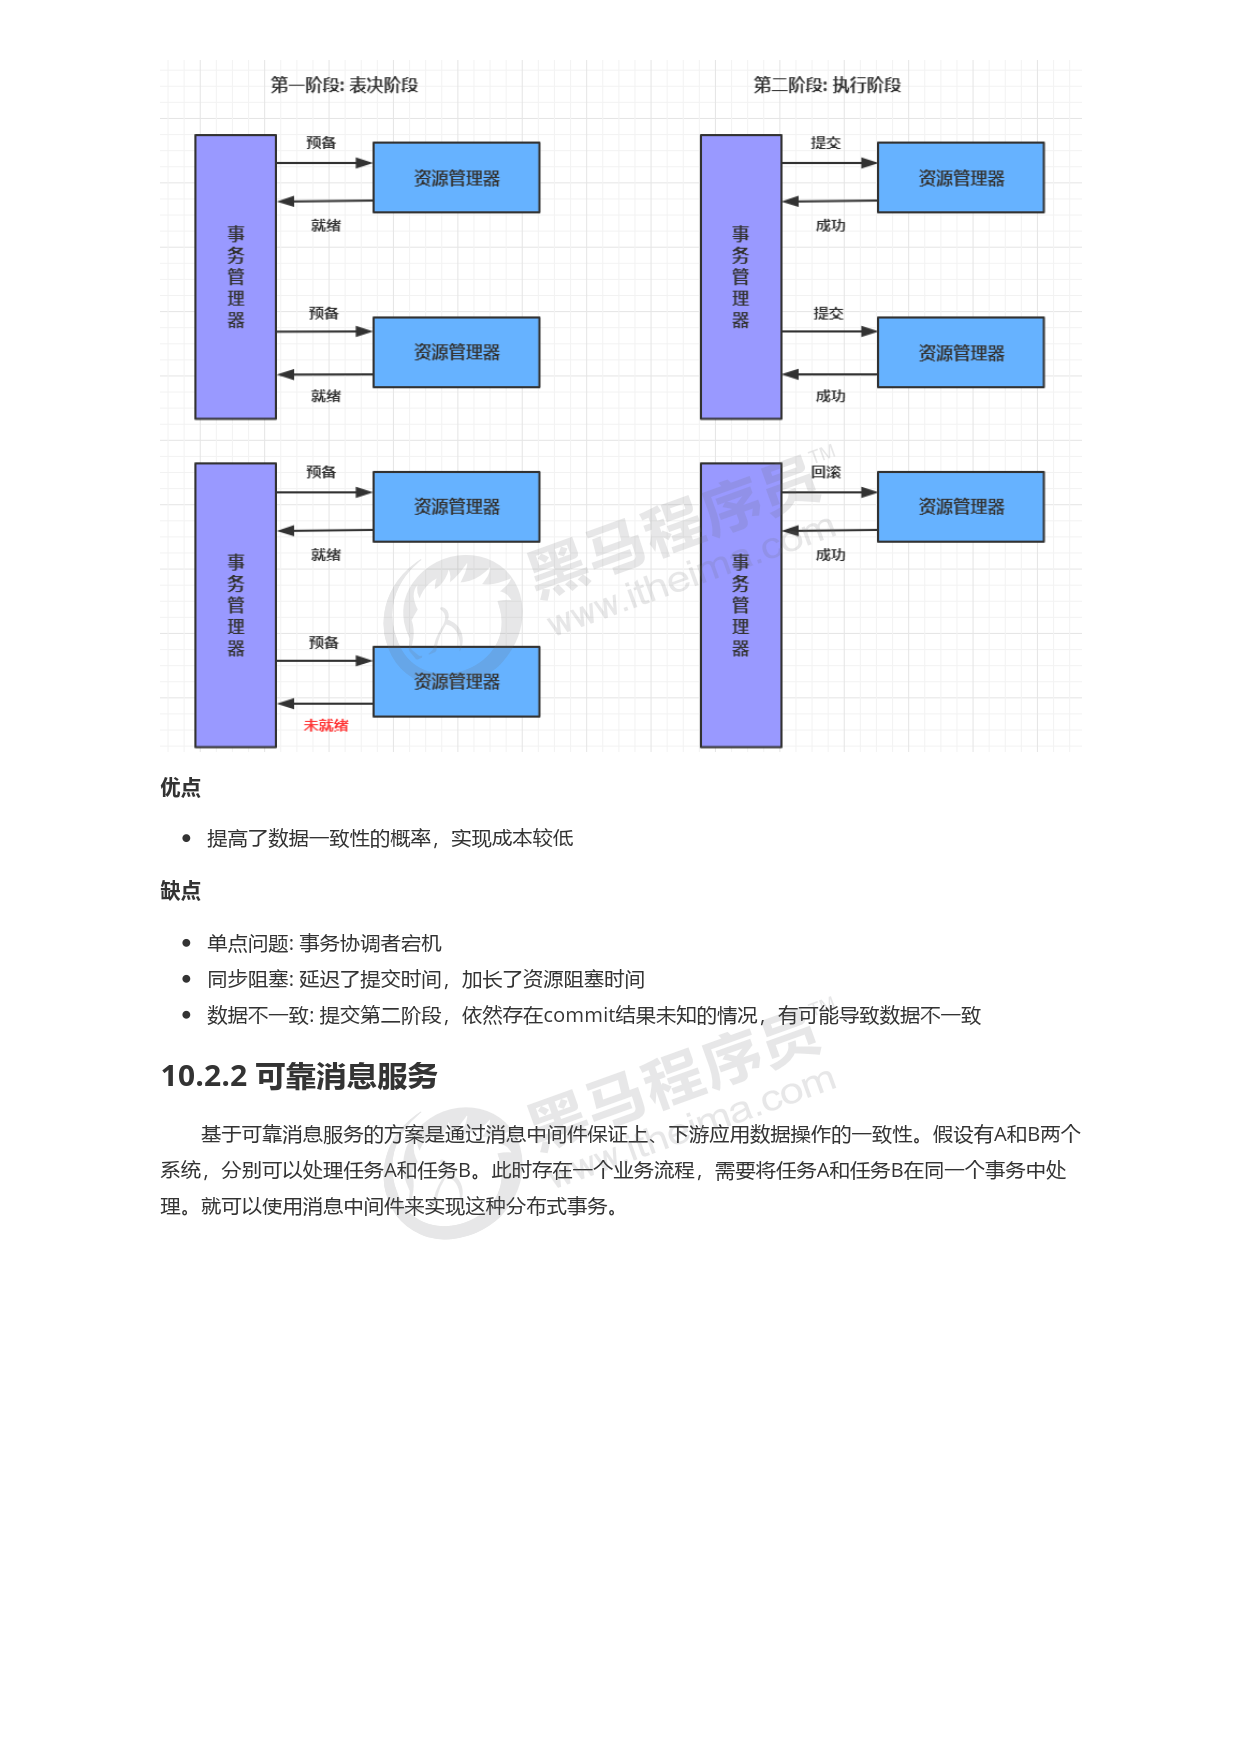 第一阶段: 表决阶段
第二阶段: 执行阶段
事务管理器
预备
资源管理器
就绪
预备
资源管理器
就绪
事务管理器
提交
资源管理器
成功
提交
资源管理器
成功
事务管理器
预备
资源管理器
就绪
预备
资源管理器
未就绪
事务管理器
回滚
资源管理器
成功
黑马程序员™
www.itheima.com
优点
提高了数据一致性的概率，实现成本较低
缺点
单点问题: 事务协调者宕机
同步阻塞: 延迟了提交时间，加长了资源阻塞时间
数据不一致: 提交第二阶段，依然存在commit结果未知的情况，有可能导致数据不一致
10.2.2 可靠消息服务
基于可靠消息服务的方案是通过消息中间件保证上、下游应用数据操作的一致性。假设有A和B两个
系统，分别可以处理任务A和任务B。此时存在一个业务流程，需要将任务A和任务B在同一个事务中处
理。就可以使用消息中间件来实现这种分布式事务。
黑马程序员™
www.itheima.com